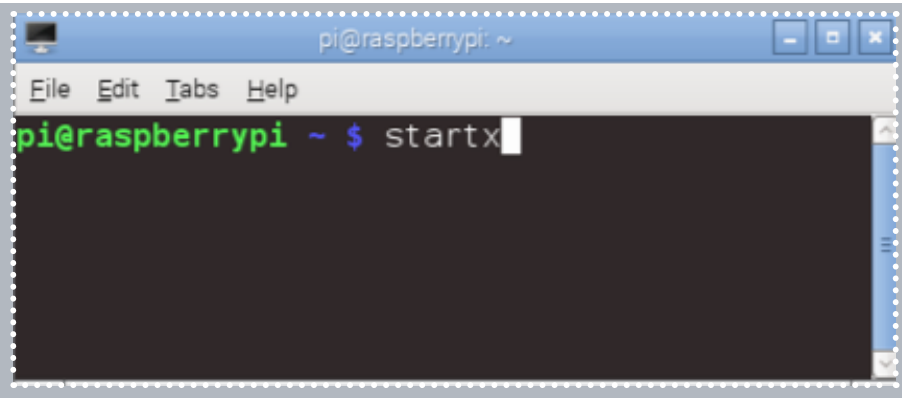 pi@raspberrypi: ~
File Edit Tabs Help
pi@raspberrypi ~ $ startx